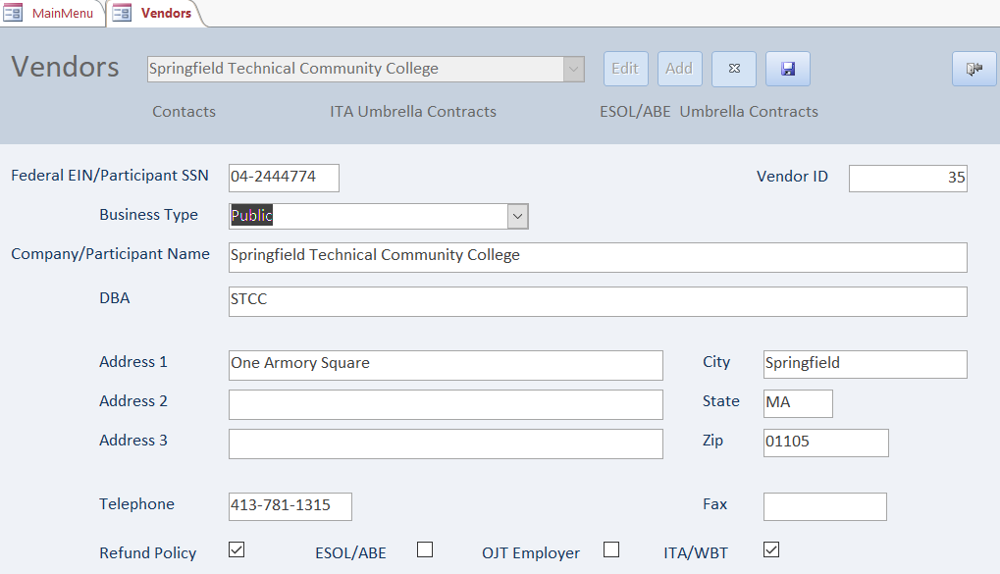 MainMenu Vendors
Vendors Springfield Technical Community College Edit Add
Contacts ITA Umbrella Contracts ESOL/ABE Umbrella Contracts
Federal EIN/Participant SSN 04-2444774 Vendor ID 35
Business Type Public
Company/Participant Name Springfield Technical Community College
DBA STCC
Address 1 One Armory Square City Springfield
Address 2 State MA
Address 3 Zip 01105
Telephone 413-781-1315 Fax
Refund Policy ESOL/ABE OJT Employer ITA/WBT